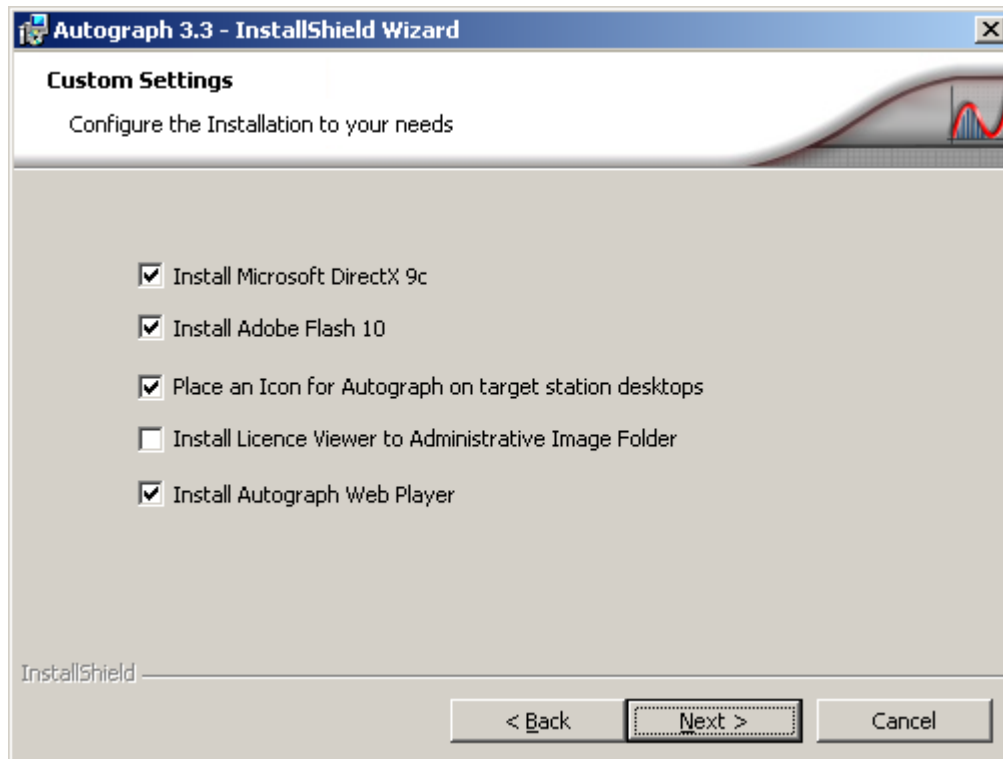 Autograph 3.3 - InstallShield Wizard
Custom Settings
Configure the Installation to your needs
Install Microsoft DirectX 9c
Install Adobe Flash 10
Place an Icon for Autograph on target station desktops
Install Licence Viewer to Administrative Image Folder
Install Autograph Web Player
InstallShield
< Back
Next >
Cancel